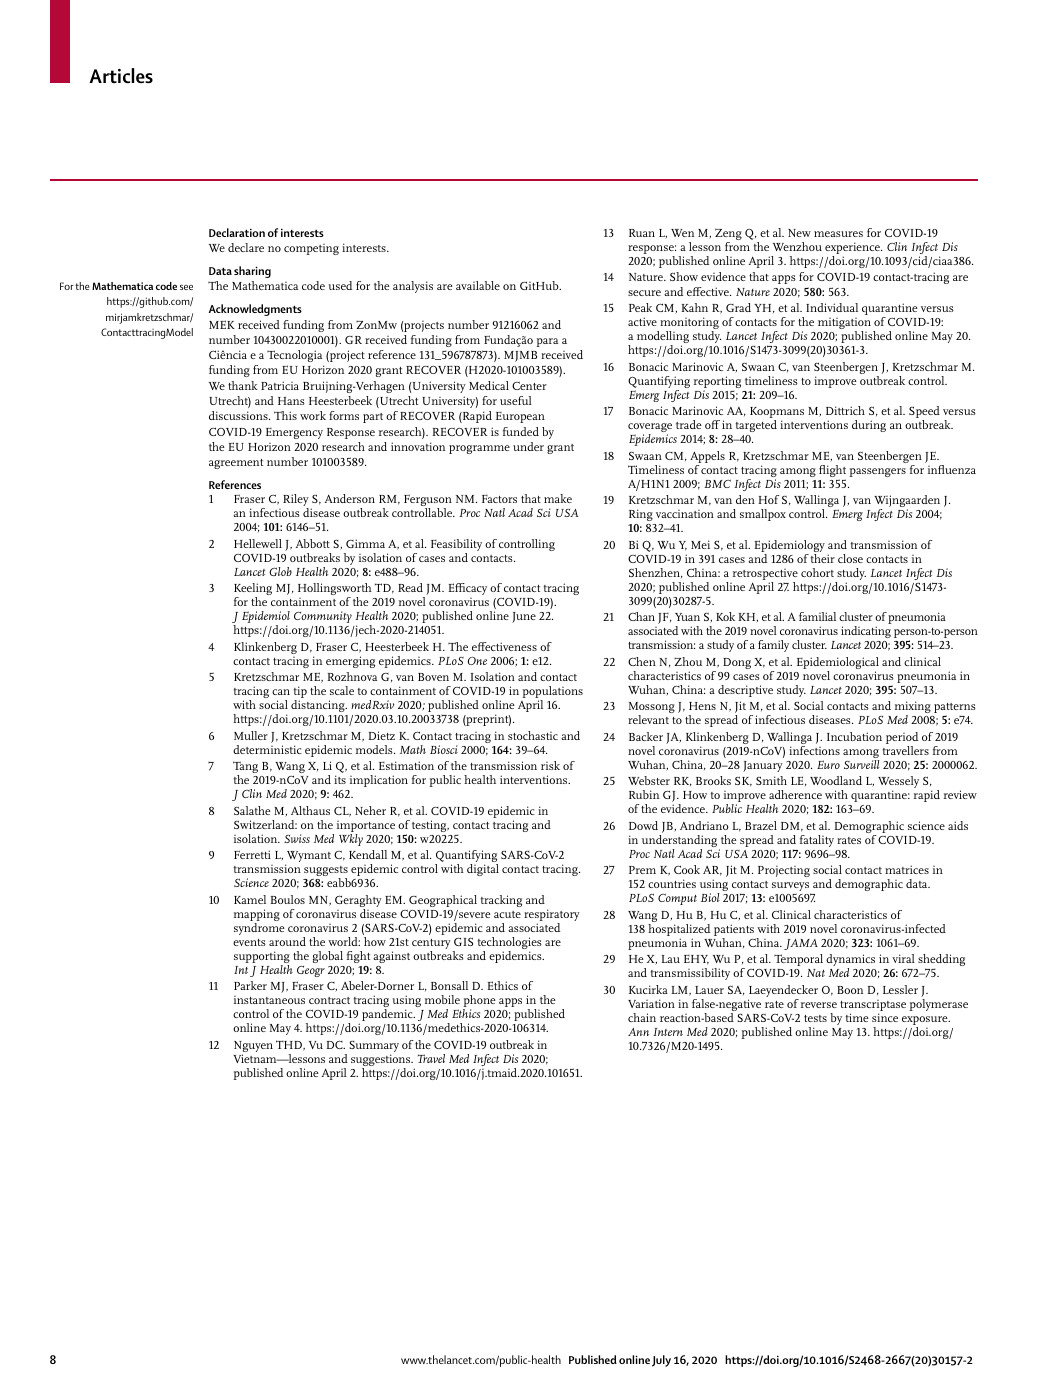 Articles
Declaration of interests
We declare no competing interests.
Data sharing
The Mathematica code used for the analysis are available on GitHub.
For the Mathematica code see
https://github.com/
mirjamkretzschmar/
ContacttracingModel
Acknowledgments
MEK received funding from ZonMw (projects number 91216062 and
number 10430022010001). GR received funding from Fundação para a
Ciência e a Tecnologia (project reference 131_596787873). MJMB received
funding from EU Horizon 2020 grant RECOVER (H2020-101003589).
We thank Patricia Bruijning-Verhagen (University Medical Center
Utrecht) and Hans Heesterbeek (Utrecht University) for useful
discussions. This work forms part of RECOVER (Rapid European
COVID-19 Emergency Response research). RECOVER is funded by
the EU Horizon 2020 research and innovation programme under grant
agreement number 101003589.
References
1 Fraser C, Riley S, Anderson RM, Ferguson NM. Factors that make
an infectious disease outbreak controllable. Proc Natl Acad Sci USA
2004; 101: 6146–51.
2 Hellewell J, Abbott S, Gimma A, et al. Feasibility of controlling
COVID-19 outbreaks by isolation of cases and contacts.
Lancet Glob Health 2020; 8: e488–96.
3 Keeling MJ, Hollingsworth TD, Read JM. Efficacy of contact tracing
for the containment of the 2019 novel coronavirus (COVID-19).
J Epidemiol Community Health 2020; published online June 22.
https://doi.org/10.1136/jech-2020-214051.
4 Klinkenberg D, Fraser C, Heesterbeek H. The effectiveness of
contact tracing in emerging epidemics. PLoS One 2006; 1: e12.
5 Kretzschmar ME, Rozhnova G, van Boven M. Isolation and contact
tracing can tip the scale to containment of COVID-19 in populations
with social distancing. medRxiv 2020; published online April 16.
https://doi.org/10.1101/2020.03.10.20033738 (preprint).
6 Muller J, Kretzschmar M, Dietz K. Contact tracing in stochastic and
deterministic epidemic models. Math Biosci 2000; 164: 39–64.
7 Tang B, Wang X, Li Q, et al. Estimation of the transmission risk of
the 2019-nCoV and its implication for public health interventions.
J Clin Med 2020; 9: 462.
8 Salathe M, Althaus CL, Neher R, et al. COVID-19 epidemic in
Switzerland: on the importance of testing, contact tracing and
isolation. Swiss Med Wkly 2020; 150: w20225.
9 Ferretti L, Wymant C, Kendall M, et al. Quantifying SARS-CoV-2
transmission suggests epidemic control with digital contact tracing.
Science 2020; 368: eabb6936.
10 Kamel Boulos MN, Geraghty EM. Geographical tracking and
mapping of coronavirus disease COVID-19/severe acute respiratory
syndrome coronavirus 2 (SARS-CoV-2) epidemic and associated
events around the world: how 21st century GIS technologies are
supporting the global fight against outbreaks and epidemics.
Int J Health Geogr 2020; 19: 8.
11 Parker MJ, Fraser C, Abeler-Dorner L, Bonsall D. Ethics of
instantaneous contract tracing using mobile phone apps in the
control of the COVID-19 pandemic. J Med Ethics 2020; published
online May 4. https://doi.org/10.1136/medethics-2020-106314.
12 Nguyen THD, Vu DC. Summary of the COVID-19 outbreak in
Vietnam—lessons and suggestions. Travel Med Infect Dis 2020;
published online April 2. https://doi.org/10.1016/j.tmaid.2020.101651.
13 Ruan L, Wen M, Zeng Q, et al. New measures for COVID-19
response: a lesson from the Wenzhou experience. Clin Infect Dis
2020; published online April 3. https://doi.org/10.1093/cid/ciaa386.
14 Nature. Show evidence that apps for COVID-19 contact-tracing are
secure and effective. Nature 2020; 580: 563.
15 Peak CM, Kahn R, Grad YH, et al. Individual quarantine versus
active monitoring of contacts for the mitigation of COVID-19:
a modelling study. Lancet Infect Dis 2020; published online May 20.
https://doi.org/10.1016/S1473-3099(20)30361-3.
16 Bonacic Marinovic A, Swaan C, van Steenbergen J, Kretzschmar M.
Quantifying reporting timeliness to improve outbreak control.
Emerg Infect Dis 2015; 21: 209–16.
17 Bonacic Marinovic AA, Koopmans M, Dittrich S, et al. Speed versus
coverage trade off in targeted interventions during an outbreak.
Epidemics 2014; 8: 28–40.
18 Swaan CM, Appels R, Kretzschmar ME, van Steenbergen JE.
Timeliness of contact tracing among flight passengers for influenza
A/H1N1 2009; BMC Infect Dis 2011; 11: 355.
19 Kretzschmar M, van den Hof S, Wallinga J, van Wijngaarden J.
Ring vaccination and smallpox control. Emerg Infect Dis 2004;
10: 832–41.
20 Bi Q, Wu Y, Mei S, et al. Epidemiology and transmission of
COVID-19 in 391 cases and 1286 of their close contacts in
Shenzhen, China: a retrospective cohort study. Lancet Infect Dis
2020; published online April 27. https://doi.org/10.1016/S1473-
3099(20)30287-5.
21 Chan JF, Yuan S, Kok KH, et al. A familial cluster of pneumonia
associated with the 2019 novel coronavirus indicating person-to-person
transmission: a study of a family cluster. Lancet 2020; 395: 514–23.
22 Chen N, Zhou M, Dong X, et al. Epidemiological and clinical
characteristics of 99 cases of 2019 novel coronavirus pneumonia in
Wuhan, China: a descriptive study. Lancet 2020; 395: 507–13.
23 Mossong J, Hens N, Jit M, et al. Social contacts and mixing patterns
relevant to the spread of infectious diseases. PLoS Med 2008; 5: e74.
24 Backer JA, Klinkenberg D, Wallinga J. Incubation period of 2019
novel coronavirus (2019-nCoV) infections among travellers from
Wuhan, China, 20–28 January 2020. Euro Surveill 2020; 25: 2000062.
25 Webster RK, Brooks SK, Smith LE, Woodland L, Wessely S,
Rubin GJ. How to improve adherence with quarantine: rapid review
of the evidence. Public Health 2020; 182: 163–69.
26 Dowd JB, Andriano L, Brazel DM, et al. Demographic science aids
in understanding the spread and fatality rates of COVID-19.
Proc Natl Acad Sci USA 2020; 117: 9696–98.
27 Prem K, Cook AR, Jit M. Projecting social contact matrices in
152 countries using contact surveys and demographic data.
PLoS Comput Biol 2017; 13: e1005697.
28 Wang D, Hu B, Hu C, et al. Clinical characteristics of
138 hospitalized patients with 2019 novel coronavirus-infected
pneumonia in Wuhan, China. JAMA 2020; 323: 1061–69.
29 He X, Lau EHY, Wu P, et al. Temporal dynamics in viral shedding
and transmissibility of COVID-19. Nat Med 2020; 26: 672–75.
30 Kucirka LM, Lauer SA, Laeyendecker O, Boon D, Lessler J.
Variation in false-negative rate of reverse transcriptase polymerase
chain reaction-based SARS-CoV-2 tests by time since exposure.
Ann Intern Med 2020; published online May 13. https://doi.org/
10.7326/M20-1495.
8 www.thelancet.com/public-health Published online July 16, 2020 https://doi.org/10.1016/S2468-2667(20)30157-2